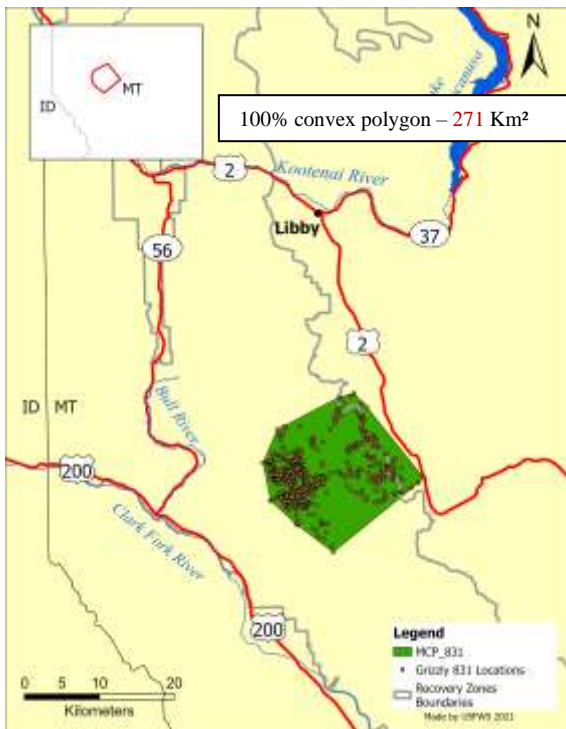 N
ID
MT
100% convex polygon – 271 Km²
2
Kootenai River
Libby
37
56
2
Bull River
ID MT
200
Clark Fork River
200
Legend
MCP_831
Grizzly 831 Locations
Recovery Zones
Boundaries
0 5 10 20
Kilometers
Made by USFWS 2021